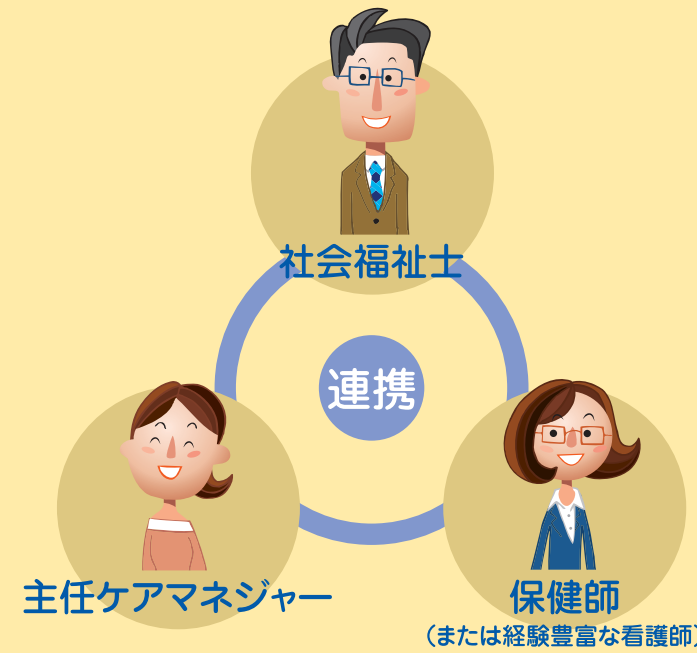 社会福祉士
連携
主任ケアマネジャー
保健師
（または経験豊富な看護師）